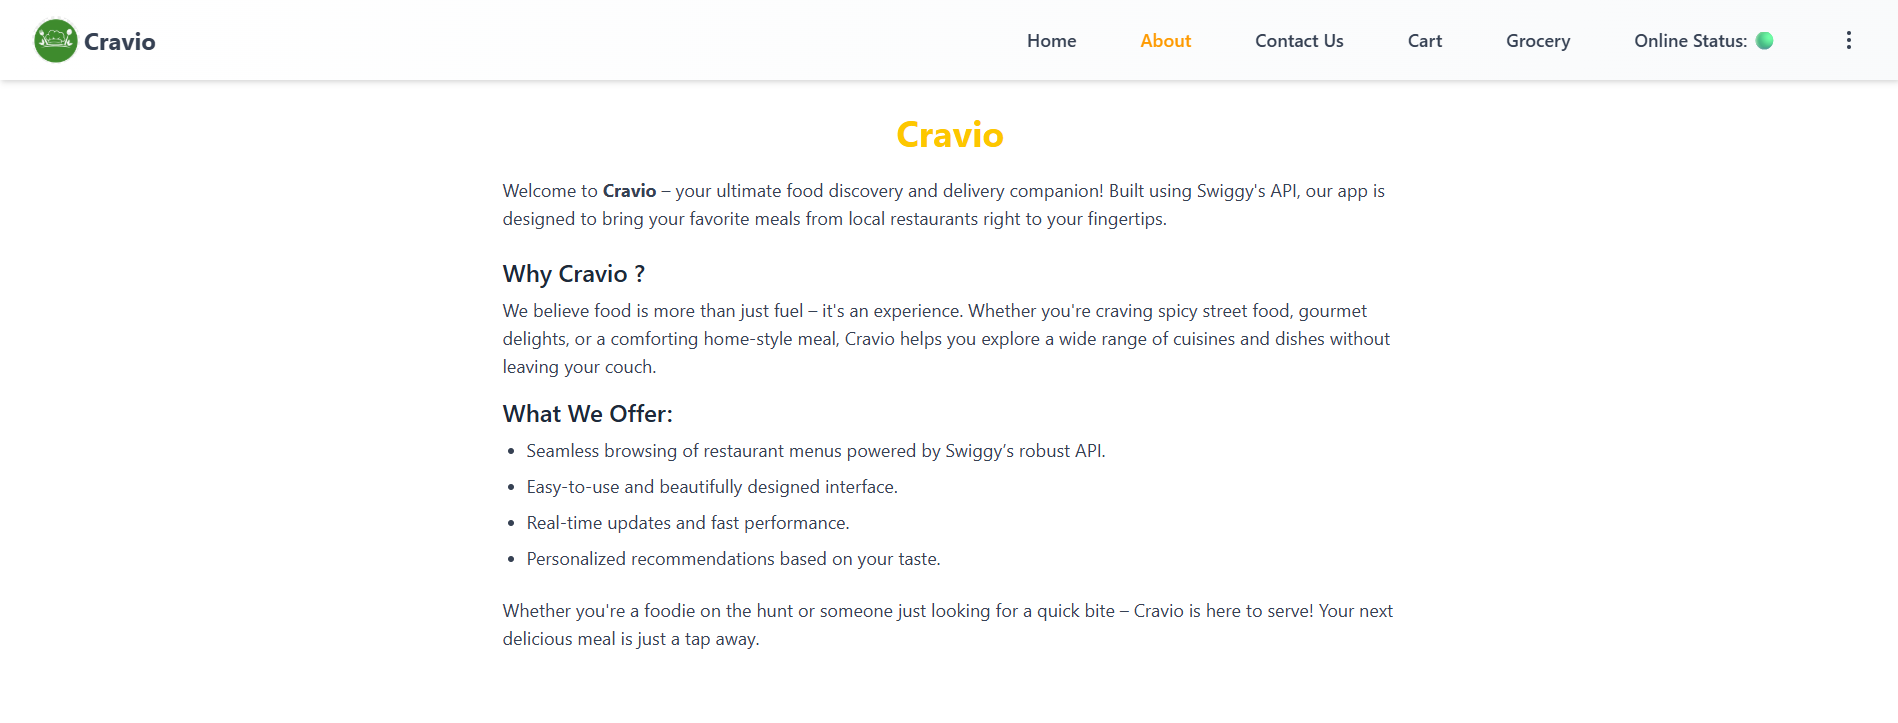 Cravio
Home About Contact Us Cart Grocery Online Status:
Cravio
Welcome to Cravio – your ultimate food discovery and delivery companion! Built using Swiggy's API, our app is
designed to bring your favorite meals from local restaurants right to your fingertips.
Why Cravio ?
We believe food is more than just fuel – it's an experience. Whether you're craving spicy street food, gourmet
delights, or a comforting home-style meal, Cravio helps you explore a wide range of cuisines and dishes without
leaving your couch.
What We Offer:
• Seamless browsing of restaurant menus powered by Swiggy’s robust API.
• Easy-to-use and beautifully designed interface.
• Real-time updates and fast performance.
• Personalized recommendations based on your taste.
Whether you're a foodie on the hunt or someone just looking for a quick bite – Cravio is here to serve! Your next
delicious meal is just a tap away.